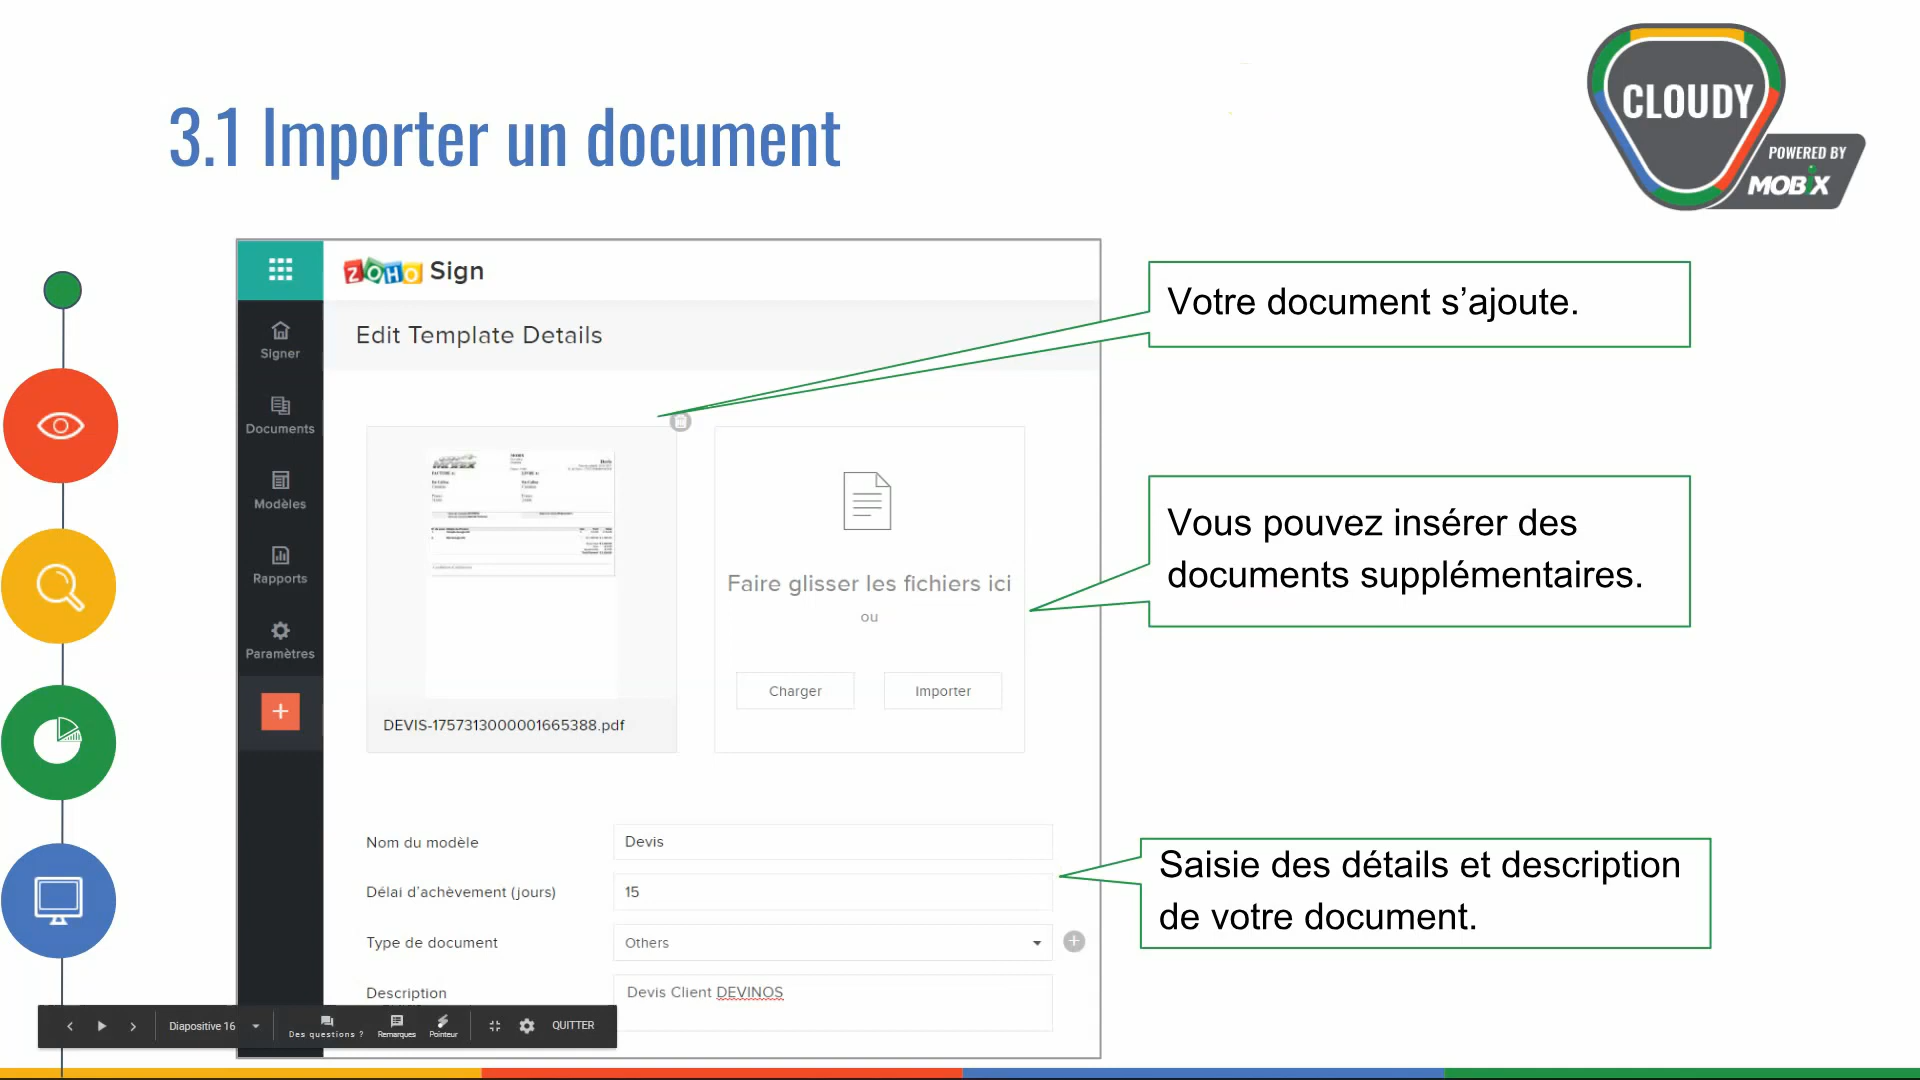 3.1 Importer un document
CLOUDY
POWERED BY
MOBIX
ZOHO Sign
Edit Template Details
Signer
Documents
Modèles
Rapports
Paramètres
Votre document s’ajoute.
Vous pouvez insérer des
documents supplémentaires.
Saisie des détails et description
de votre document.
Devis
DEVIS-1757313000001665388.pdf
Faire glisser les fichiers ici
ou
Charger
Importer
Nom du modèle
Devis
Délai d’achèvement (jours)
15
Type de document
Others
Description
Devis Client DEVINOS
Diapositive 16
Des questions ?
Remarques
Pointeur
QUITTER